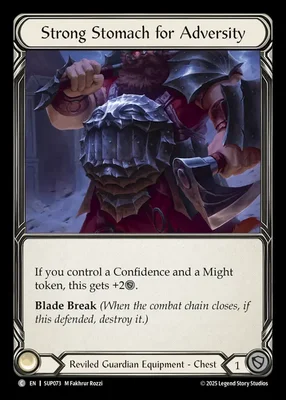 Strong Stomach for Adversity
If you control a Confidence and a Might
token, this gets +2.
Blade Break (When the combat chain closes, if
this defended, destroy it.)
Reviled Guardian Equipment - Chest
1
C EN | SUP073 M Fakhrur Rozzi
©2025 Legend Story Studios